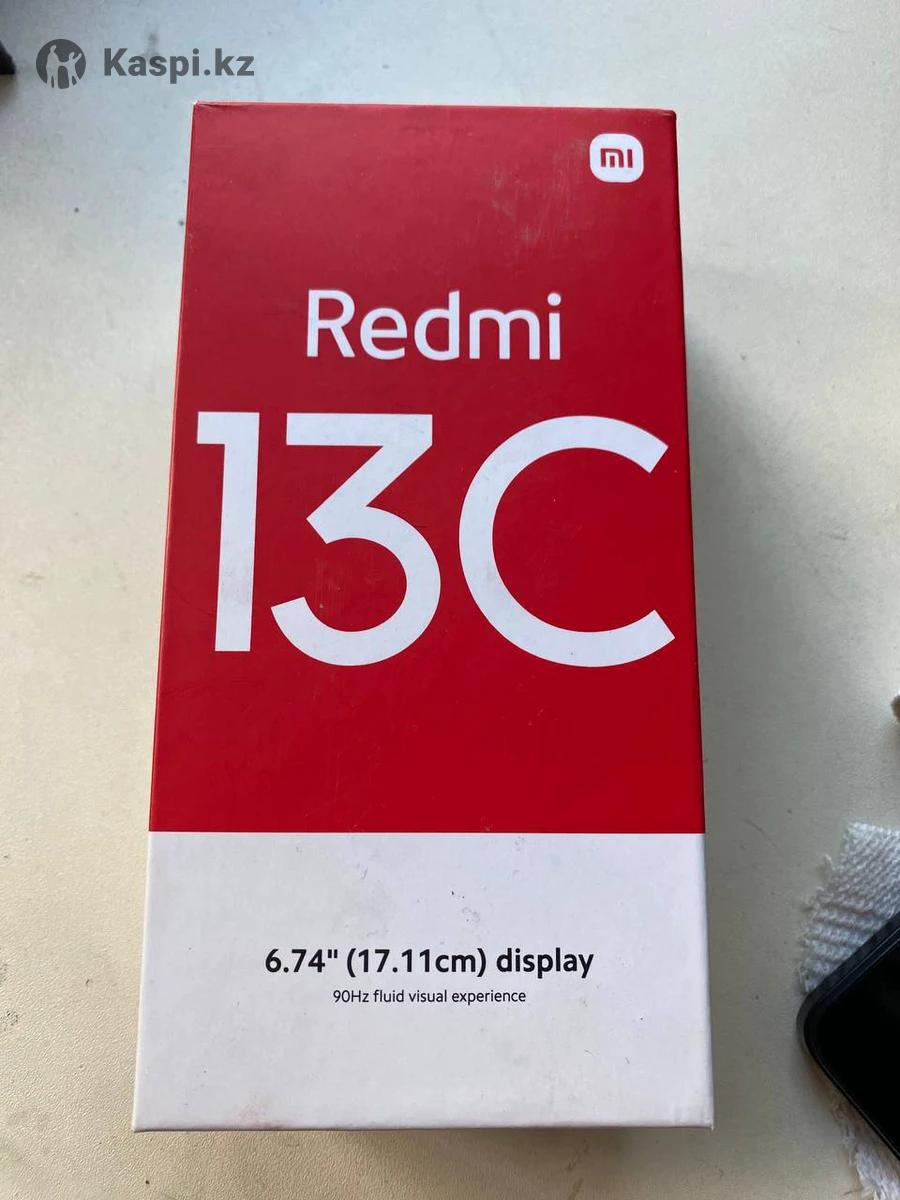 Kaspi.kz
mi
Redmi
13C
6.74" (17.11cm) display
90Hz fluid visual experience